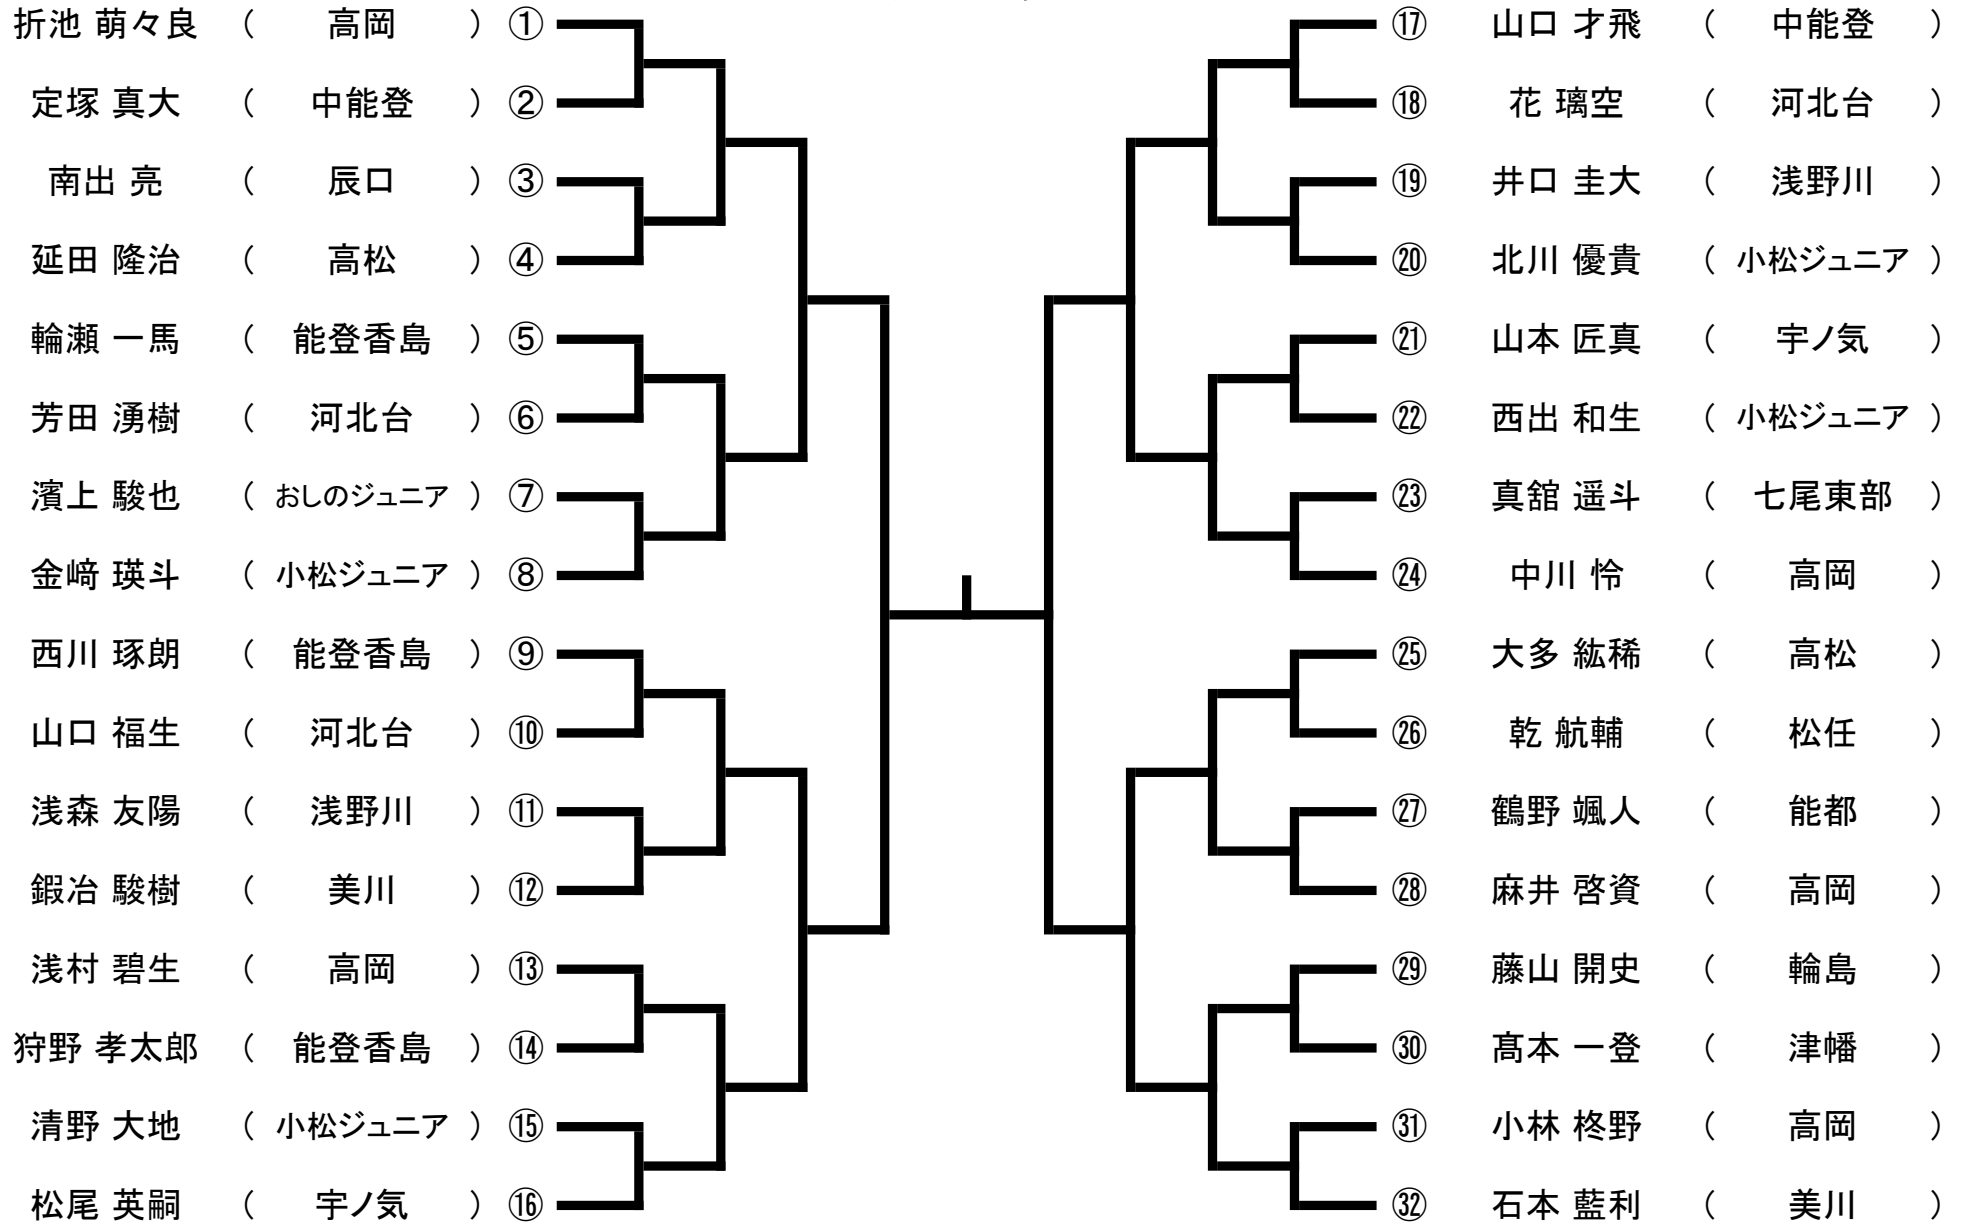 折池 萌々良 （ 高岡 ） ①
定塚 真大 （ 中能登 ） ②
南出 亮 （ 辰口 ） ③
延田 隆治 （ 高松 ） ④
輪瀬 一馬 （ 能登香島 ） ⑤
芳田 湧樹 （ 河北台 ） ⑥
濱上 駿也 （ おしのジュニア ） ⑦
金﨑 瑛斗 （ 小松ジュニア ） ⑧
西川 琢朗 （ 能登香島 ） ⑨
山口 福生 （ 河北台 ） ⑩
浅森 友陽 （ 浅野川 ） ⑪
鍜冶 駿樹 （ 美川 ） ⑫
浅村 碧生 （ 高岡 ） ⑬
狩野 孝太郎 （ 能登香島 ） ⑭
清野 大地 （ 小松ジュニア ） ⑮
松尾 英嗣 （ 宇ノ気 ） ⑯
⑰ 山口 才飛 （ 中能登 ）
⑱ 花 璃空 （ 河北台 ）
⑲ 井口 圭大 （ 浅野川 ）
⑳ 北川 優貴 （ 小松ジュニア ）
㉑ 山本 匠真 （ 宇ノ気 ）
㉒ 西出 和生 （ 小松ジュニア ）
㉓ 真舘 遥斗 （ 七尾東部 ）
㉔ 中川 怜 （ 高岡 ）
㉕ 大多 紘稀 （ 高松 ）
㉖ 乾 航輔 （ 松任 ）
㉗ 鶴野 颯人 （ 能都 ）
㉘ 麻井 啓資 （ 高岡 ）
㉙ 藤山 開史 （ 輪島 ）
㉚ 髙本 一登 （ 津幡 ）
㉛ 小林 柊野 （ 高岡 ）
㉜ 石本 藍利 （ 美川 ）